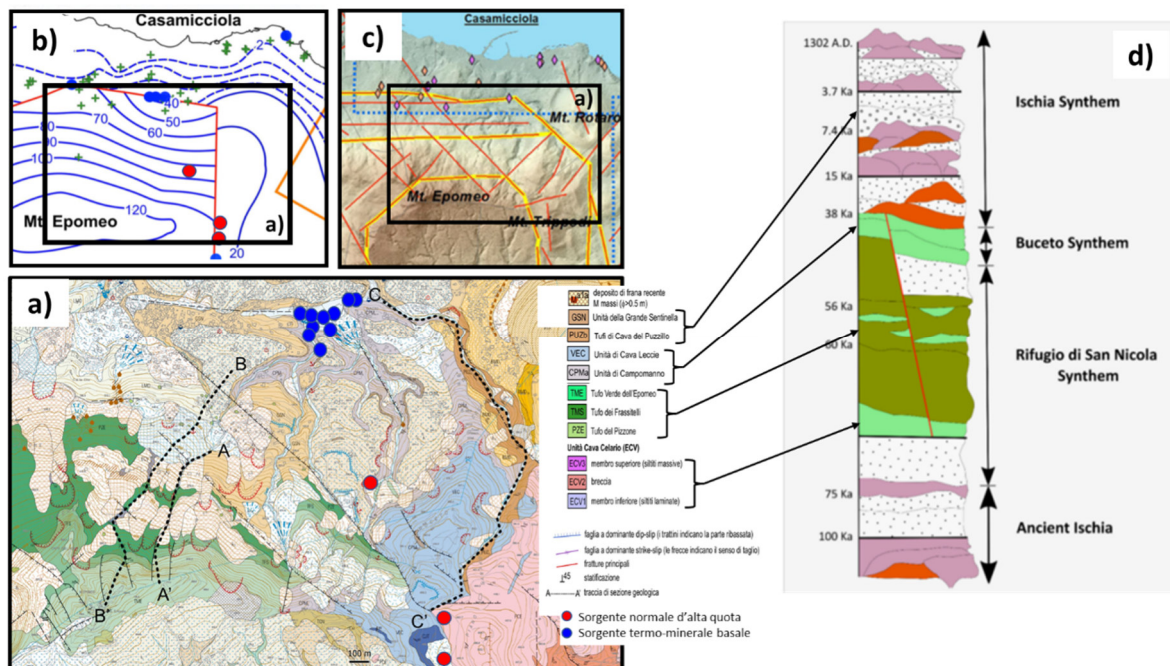 b)
Casamicciola
2
40
70
50
80
60
90
100
120
Mt. Epomeo
a)
20
c)
Casamicciola
a)
Mt. Rotaro
Mt. Epomeo
Mt. Trippodi
a)
C
B
A
B'
A'
C'
VEC
100 m
deposito di frana recente
M massi (ϕ>0.5 m)
GSN Unità della Grande Sentinella
PUZb Tufi di Cava del Puzzillo
VEC Unità di Cava Leccie
CPMa Unità di Campomanno
TME Tufo Verde dell'Epomeo
TMS Tufo dei Frassitelli
PZE Tufo del Pizzone
Unità Cava Celario (ECV)
ECV3 membro superiore (siltiti massive)
ECV2 breccia
ECV1 membro inferiore (siltiti laminate)
faglia a dominante dip-slip (i trattini indicano la parte ribassata)
faglia a dominante strike-slip (le frecce indicano il senso di taglio)
fratture principali
45 statificazione
A A' traccia di sezione geologica
Sorgente normale d'alta quota
Sorgente termo-minerale basale
d)
1302 A.D.
3.7 Ka
7.4 Ka
15 Ka
38 Ka
56 Ka
60 Ka
75 Ka
100 Ka
Ischia Synthem
Buceto Synthem
Rifugio di San Nicola
Synthem
Ancient Ischia